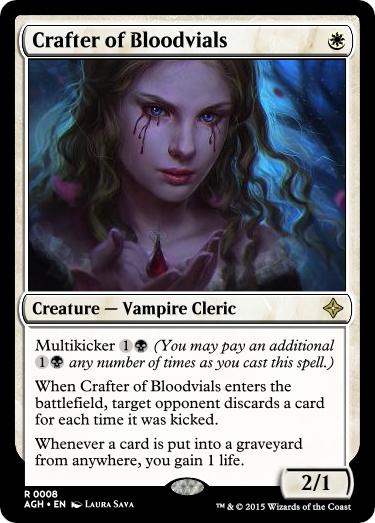 Crafter of Bloodvials
Creature — Vampire Cleric
Multikicker 1 (You may pay an additional
1 any number of times as you cast this spell.)
When Crafter of Bloodvials enters the
battlefield, target opponent discards a card
for each time it was kicked.
Whenever a card is put into a graveyard
from anywhere, you gain 1 life.
2/1
R 0008
AGH • EN Laura Sava
™ & © 2015 Wizards of the Coast